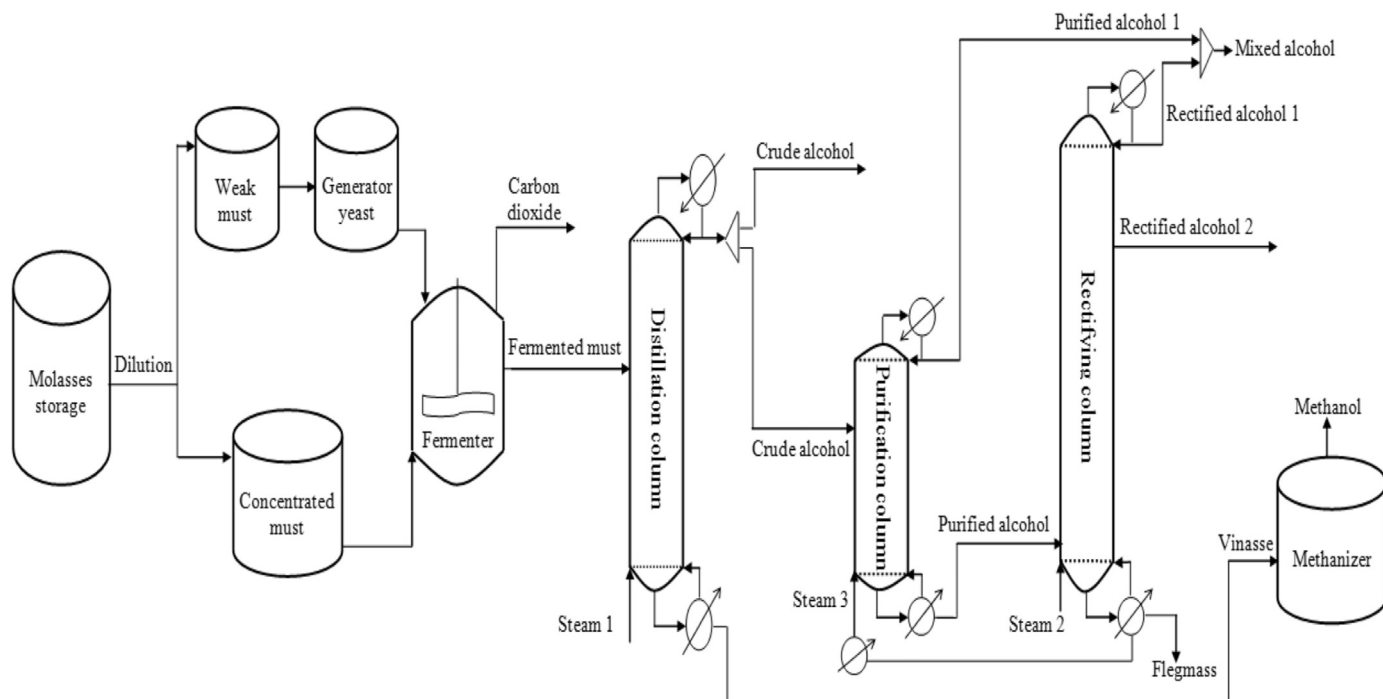 Purified alcohol 1
Mixed alcohol
Rectified alcohol 1
Crude alcohol
Weak
must
Generator
yeast
Carbon
dioxide
Rectified alcohol 2
Distillation column
Rectifying column
Fermented must
Dilution
Molasses
storage
Purification column
Methanol
Fermenter
Crude alcohol
Concentrated
must
Purified alcohol
Vinasse
Methanizer
Steam 1
Steam 3
Steam 2
Flegmass